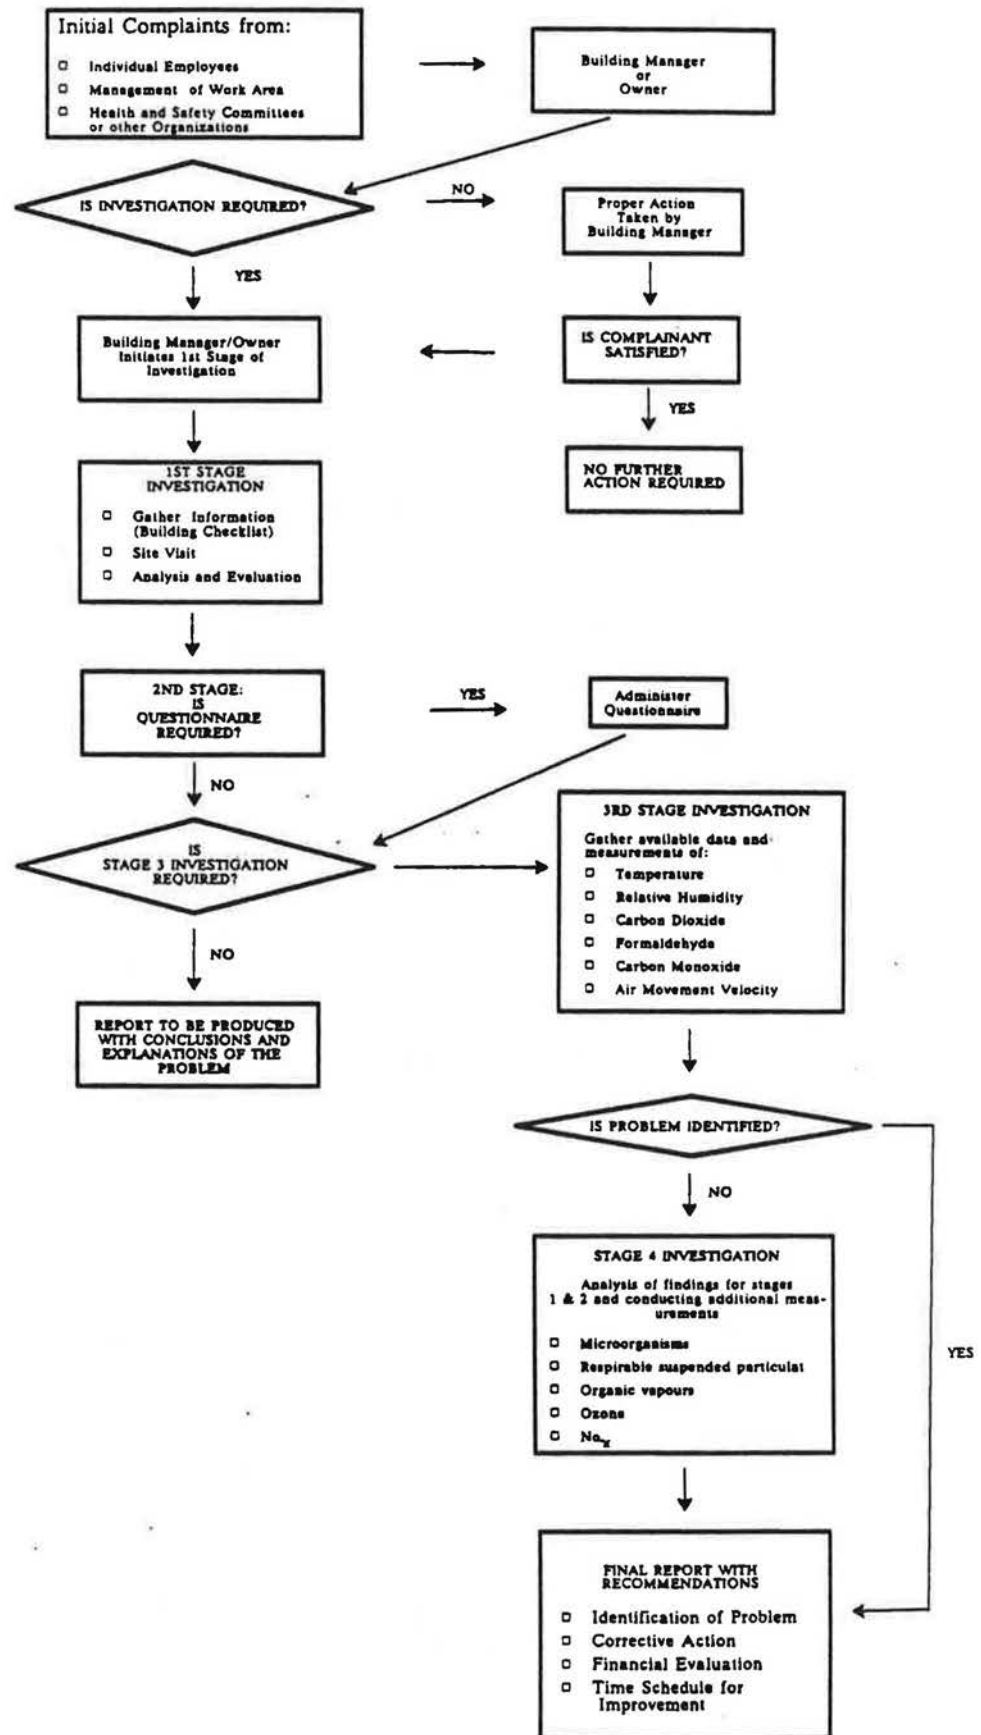 Initial Complaints from:
Individual Employees
Management of Work Area
Health and Safety Committees
or other Organizations
Building Manager
or
Owner
IS INVESTIGATION REQUIRED?
NO
Proper Action
Taken by
Building Manager
YES
Building Manager/Owner
Initiates 1st Stage of
Investigation
IS COMPLAINANT
SATISFIED?
YES
NO FURTHER
ACTION REQUIRED
1ST STAGE
INVESTIGATION
Gather Information
(Building Checklist)
Site Visit
Analysis and Evaluation
2ND STAGE:
IS
QUESTIONNAIRE
REQUIRED?
YES
Administer
Questionnaire
NO
IS
STAGE 3 INVESTIGATION
REQUIRED?
3RD STAGE INVESTIGATION
Gather available data and
measurements of:
Temperature
Relative Humidity
Carbon Dioxide
Formaldehyde
Carbon Monoxide
Air Movement Velocity
NO
REPORT TO BE PRODUCED
WITH CONCLUSIONS AND
EXPLANATIONS OF THE
PROBLEM
IS PROBLEM IDENTIFIED?
NO
STAGE 4 INVESTIGATION
Analysis of findings for stages
1 & 2 and conducting additional meas-
urements
Microorganisms
Respirable suspended particulat
Organic vapours
Ozone
Nox
YES
FINAL REPORT WITH
RECOMMENDATIONS
Identification of Problem
Corrective Action
Financial Evaluation
Time Schedule for
Improvement